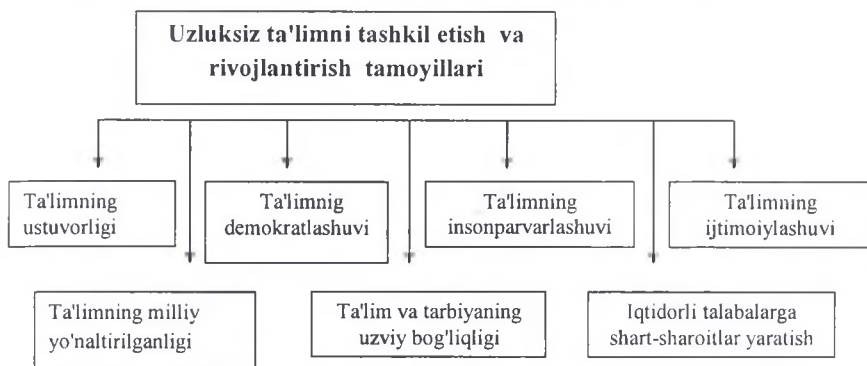 Uzluksiz ta'limni tashkil etish va
rivojlantirish tamoyillari
Ta'limning
ustuvorligi
Ta'limnig
demokratlashuvi
Ta'limning
insonparvarlashuvi
Ta'limning
ijtimoiylashuvi
Ta'limning milliy
yo'naltirilganligi
Ta'lim va tarbiyaning
uzviy bog'liqligi
Iqtidorli talabalarga
shart-sharoitlar yaratish